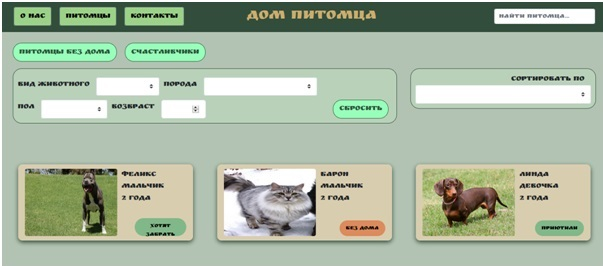 О НАС ПИТОМЦЫ КОНТАКТЫ ДОМ ПИТОМЦА НАЙТИ ПИТОМЦА...
ПИТОМЦЫ БЕЗ ДОМА СЧАСТЛИВЧИКИ
ВИД ЖИВОТНОГО ПОРОДА
СОРТИРОВАТЬ ПО
ПОЛ ВОЗРАСТ СБРОСИТЬ
ФЕЛИКС
МАЛЬЧИК
2 ГОДА
ХОТЯТ
ЗАБРАТЬ
БАРОН
МАЛЬЧИК
2 ГОДА
БЕЗ ДОМА
ЛИНДА
ДЕВОЧКА
2 ГОДА
ПРИЮТИЛИ